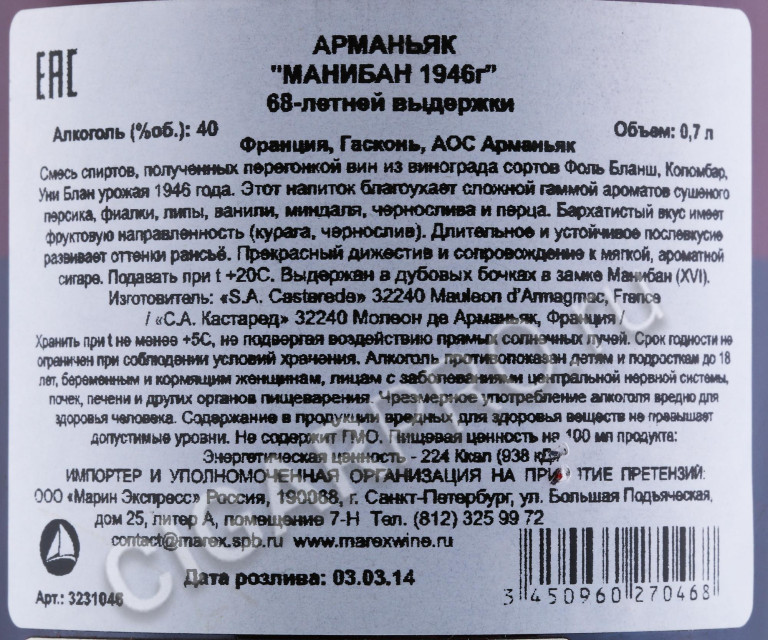 EAC
АРМАНЬЯК
"МАНИБАН 1946г"
68-летней выдержки
Алкоголь (%об.): 40
Объем: 0,7 л
Франция, Гасконь, АОС Арманьяк
Смесь спиртов, полученных перегонкой вин из винограда сортов Фоль Бланш, Коломбар,
Уни Блан урожая 1946 года. Этот напиток благоухает сложной гаммой ароматов сушеного
персика, фиалки, липы, ванили, миндаля, чернослива и перца. Бархатистый вкус имеет
фруктовую направленность (курага, чернослив). Длительное и устойчивое послевкусие
развивает оттенки рансьё. Прекрасный дижестив и сопровождение к мягкой, ароматной
сигаре. Подавать при t +20С. Выдержан в дубовых бочках в замке Манибан (XVI).
Изготовитель: «S.A. Casterede» 32240 Mauleon d'Armagnac, France
/ «С.А. Кастаред» 32240 Молеон де Арманьяк, Франция /
Хранить при t не менее +5С, не подвергая воздействию прямых солнечных лучей. Срок годности не
ограничен при соблюдении условий хранения. Алкоголь противопоказан детям и подросткам до 18
лет, беременным и кормящим женщинам, лицам с заболеваниями центральной нервной системы,
почек, печени и других органов пищеварения. Чрезмерное употребление алкоголя вредно для
здоровья человека. Содержание в продукции вредных для здоровья веществ не превышает
допустимые уровни. Не содержит ГМО. Пищевая ценность на 100 мл продукта:
Энергетическая ценность - 224 Ккал (938
ИМПОРТЕР И УПОЛНОМОЧЕННАЯ ОРГАНИЗАЦИЯ НА ПРИНЯТИЕ ПРЕТЕНЗИЙ:
ООО «Марин Экспресс» Россия, 190068, г. Санкт-Петербург, ул. Большая Подъяческая,
дом 25, литер А, помещение 7-Н Тел. (812) 325 99 72
contact@marex.spb.ru www.marexwine.ru
Дата розлива: 03.03.14
Арт.: 3231046
3 450960 270468
CIGARPRO.ru